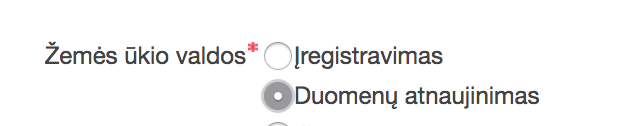 Žemės ūkio valdos* Įregistravimas
Duomenų atnaujinimas